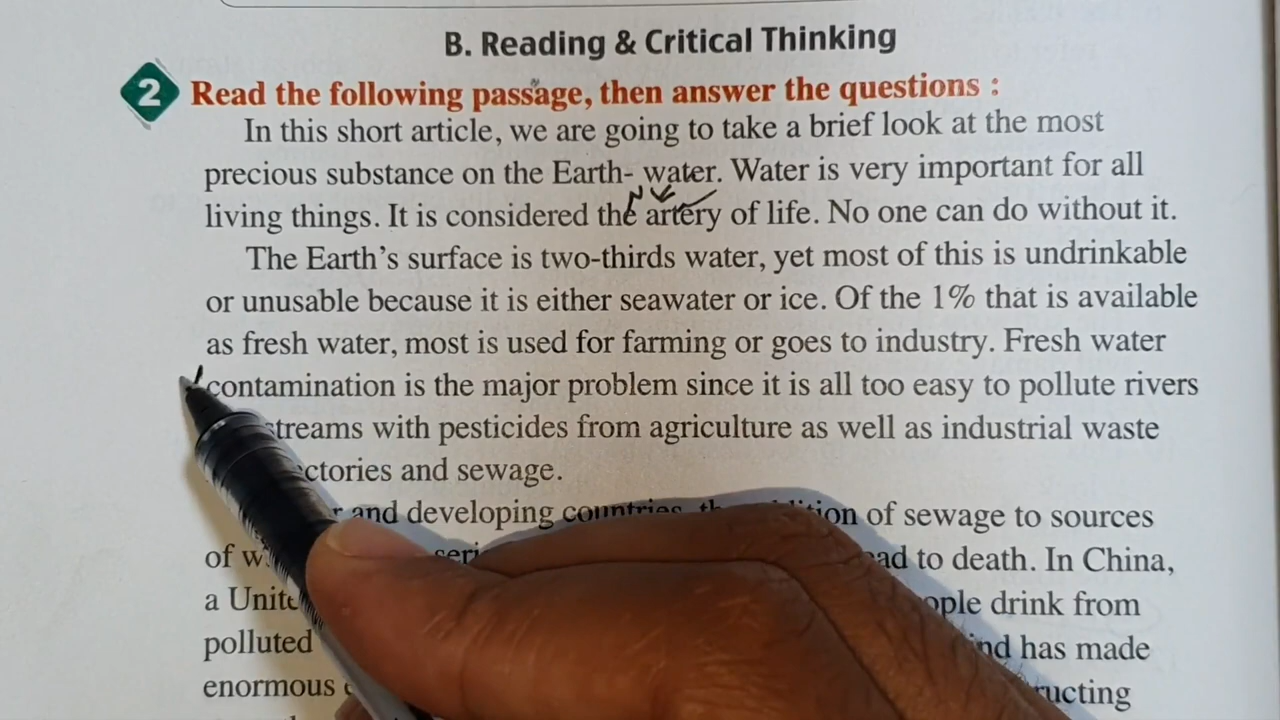 B. Reading & Critical Thinking
2 Read the following passage, then answer the questions :
In this short article, we are going to take a brief look at the most
precious substance on the Earth- water. Water is very important for all
living things. It is considered the artery of life. No one can do without it.
The Earth's surface is two-thirds water, yet most of this is undrinkable
or unusable because it is either seawater or ice. Of the 1% that is available
as fresh water, most is used for farming or goes to industry. Fresh water
contamination is the major problem since it is all too easy to pollute rivers
streams with pesticides from agriculture as well as industrial waste
and sewage.
and developing countries, of sewage to sources
of to death. In China,
a drink from
polluted has made
enormous